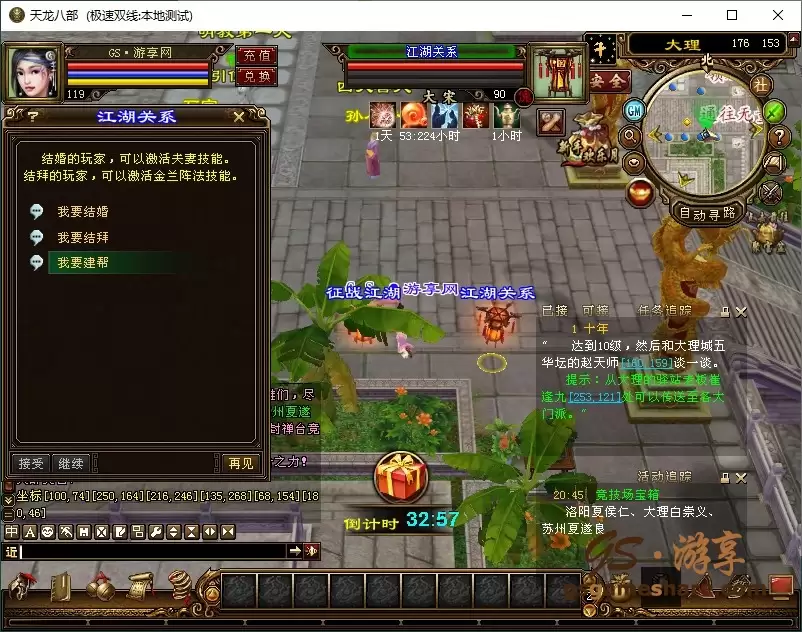 天龙八部 (极速双线:本地测试)
GS·游享网
119
充值
兑换
江湖关系
90
安全
大理
176 153
北
社
GM
自动寻路
大宋
1天
53:22
4小时
1小时
? 江湖关系
结婚的玩家,可以激活夫妻技能。
结拜的玩家,可以激活金兰阵法技能。
我要结婚
我要结拜
我要建帮
接受
继续
再见
征战江湖
游享网
江湖关系
已接 可接 任务追踪
1 十年
" 达到10级,然后和大理城五
华坛的赵天师[160,159]谈一谈。
提示:从大理的驿站老板崔
逢九[253,121]处可以传送至各大
门派。"
活动追踪
20:45 竞技场宝箱
洛阳夏侯仁、大理白崇义、
苏州夏遂良
倒计时 32:57
坐标[100,74][250,164][216,246][135,268][68,154][18
0,46]
近
GS·游享